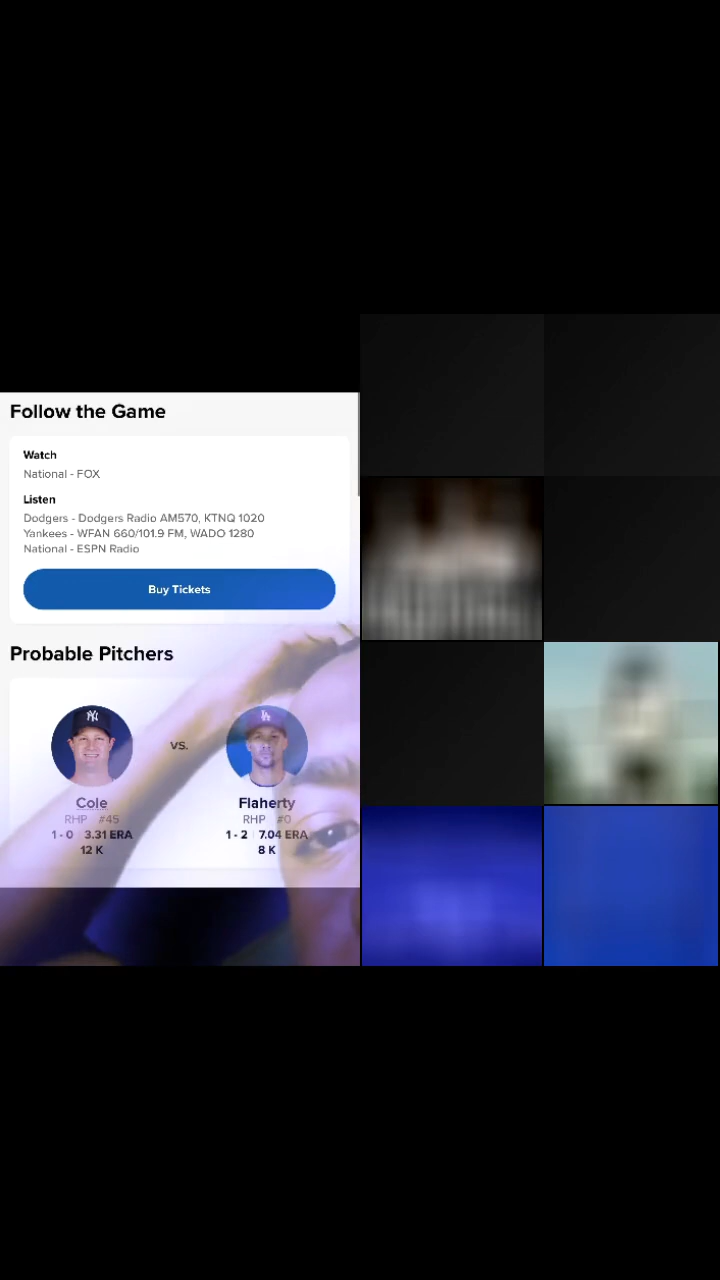 Follow the Game
Watch
National - FOX
Listen
Dodgers - Dodgers Radio AM570, KTNQ 1020
Yankees - WFAN 660/101.9 FM, WADO 1280
National - ESPN Radio
Buy Tickets
Probable Pitchers
VS.
Cole
RHP #45
1 - 0 3.31 ERA
12 K
Flaherty
RHP #0
1 - 2 7.04 ERA
8 K